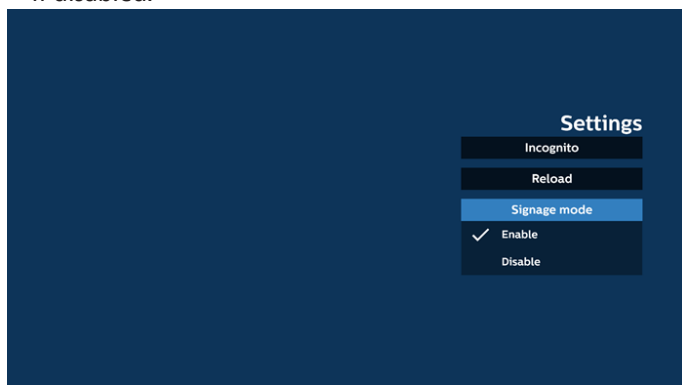 Settings
Incognito
Reload
Signage mode
Enable
Disable